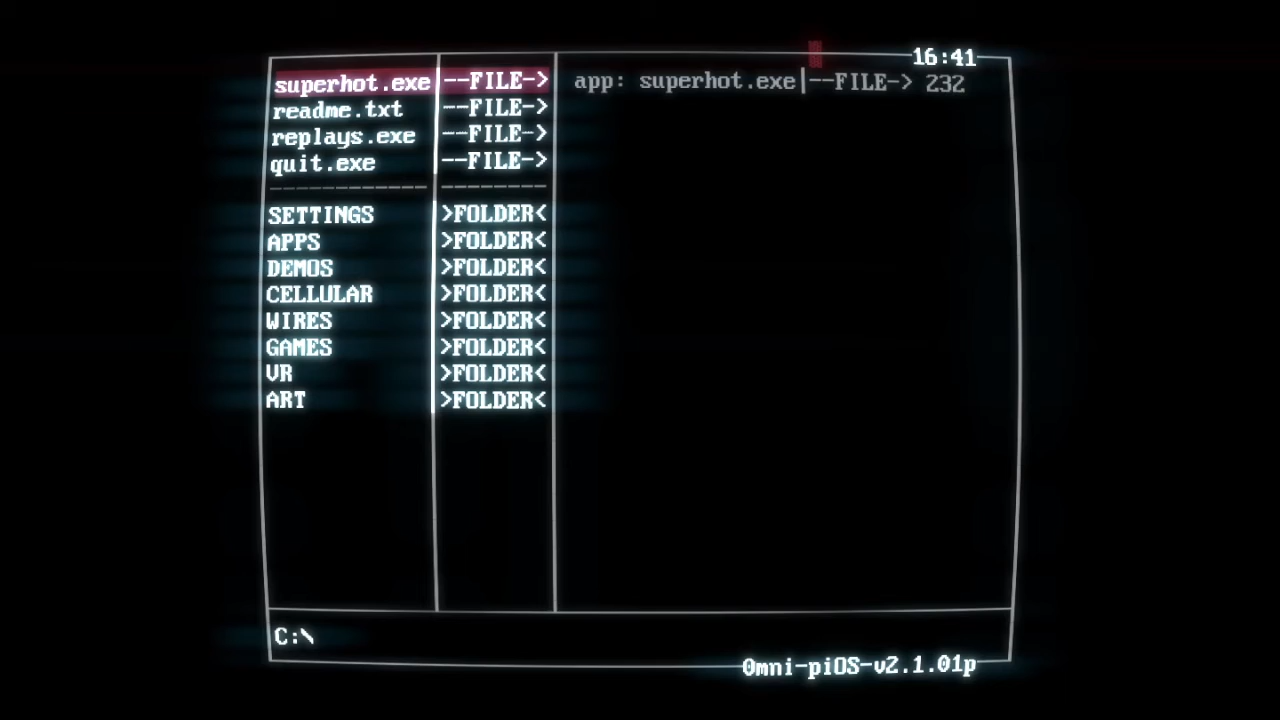 16:41
superhot.exe --FILE-> app: superhot.exe|--FILE-> 232
readme.txt --FILE->
replays.exe --FILE->
quit.exe --FILE->
------------- --------
SETTINGS >FOLDER<
APPS >FOLDER<
DEMOS >FOLDER<
CELLULAR >FOLDER<
WIRES >FOLDER<
GAMES >FOLDER<
VR >FOLDER<
ART >FOLDER<
C:\
Omni-piOS-v2.1.01p